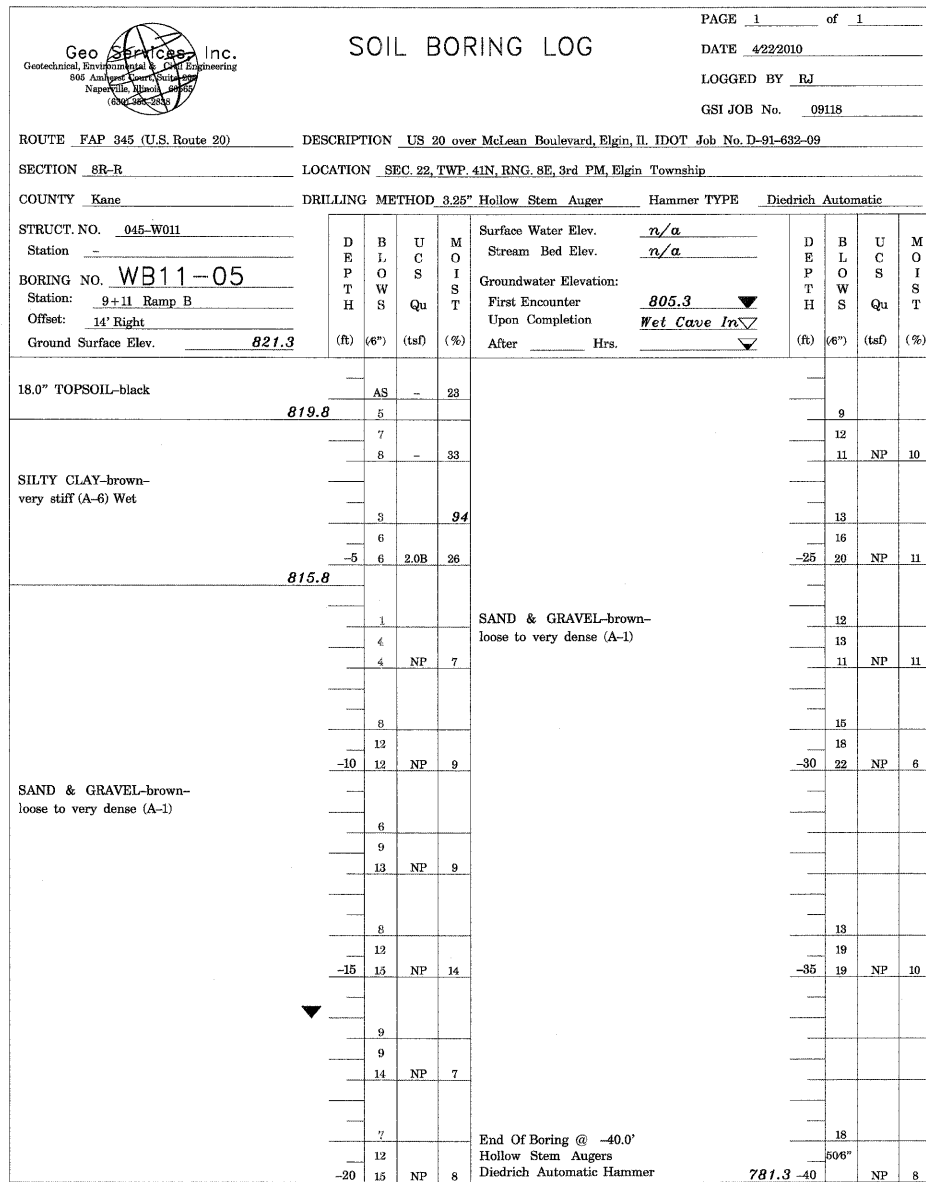 Geo Services, Inc.
Geotechnical, Environmental & Civil Engineering
805 Amherst Court, Suite 204
Naperville, Illinois 60565
(630) 355-2838
SOIL BORING LOG
PAGE 1 of 1
DATE 4/22/2010
LOGGED BY RJ
GSI JOB No. 09118
ROUTE FAP 345 (U.S. Route 20) DESCRIPTION US 20 over McLean Boulevard, Elgin, Il. IDOT Job No. D-91-632-09
SECTION 8R-R LOCATION SEC. 22, TWP. 41N, RNG. 8E, 3rd PM, Elgin Township
COUNTY Kane DRILLING METHOD 3.25" Hollow Stem Auger Hammer TYPE Diedrich Automatic
STRUCT. NO. 045-W011
Station -
BORING NO. WB11-05
Station: 9+11 Ramp B
Offset: 14' Right
Ground Surface Elev. 821.3
DEPTH BLOWS UCS Qu MOIST
(ft) (/6") (tsf) (%)
Surface Water Elev. n/a
Stream Bed Elev. n/a
Groundwater Elevation:
First Encounter 805.3
Upon Completion Wet Cave In
After Hrs.
DEPTH BLOWS UCS Qu MOIST
(ft) (/6") (tsf) (%)
18.0" TOPSOIL-black
AS - 23
819.8 5
7
8 - 33
SILTY CLAY-brown-
very stiff (A-6) Wet
3 94
6
-5 6 2.0B 26
815.8
1
4
4 NP 7
8
12
-10 12 NP 9
SAND & GRAVEL-brown-
loose to very dense (A-1)
6
9
13 NP 9
8
12
-15 15 NP 14
9
9
14 NP 7
7
12
-20 15 NP 8
9
12
11 NP 10
13
16
-25 20 NP 11
SAND & GRAVEL-brown-
loose to very dense (A-1)
12
13
11 NP 11
15
18
-30 22 NP 6
13
19
-35 19 NP 10
End Of Boring @ -40.0'
Hollow Stem Augers
Diedrich Automatic Hammer
18
50/6"
781.3 -40 NP 8